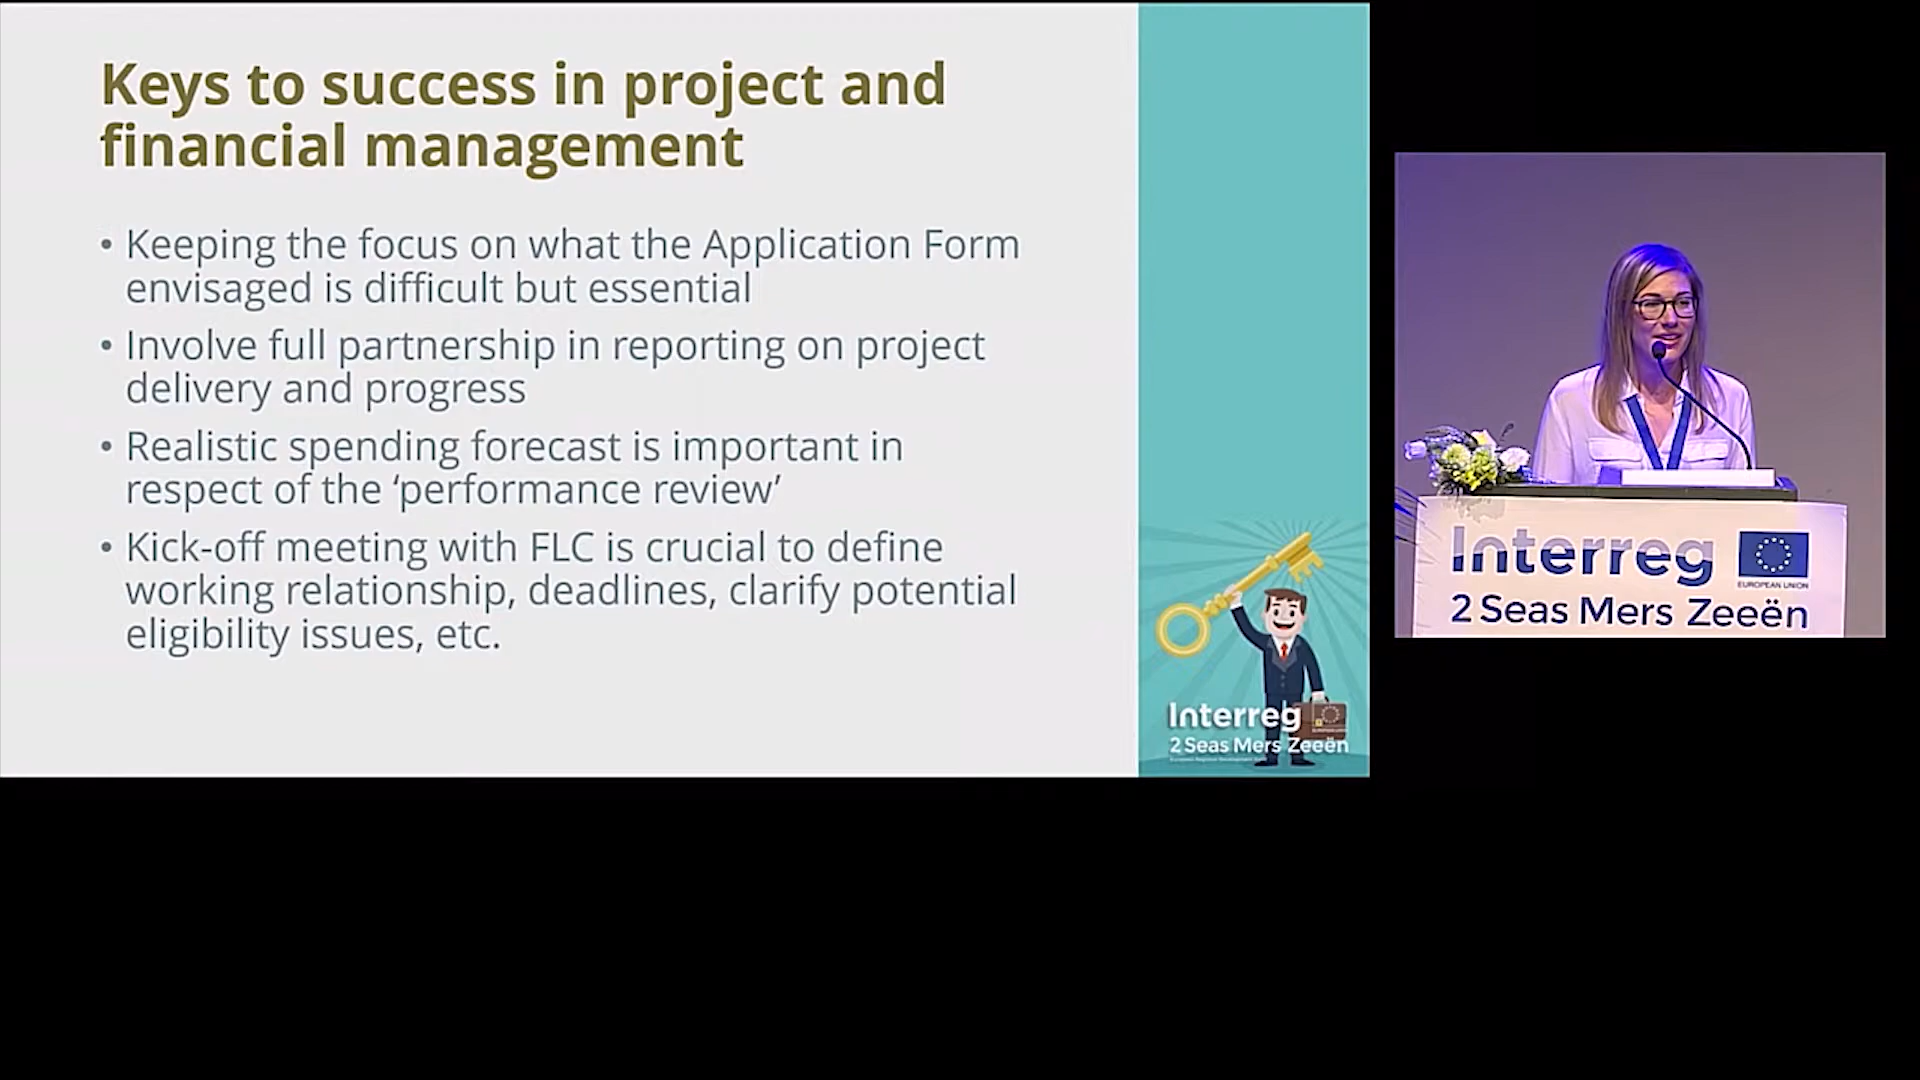 Keys to success in project and
financial management
• Keeping the focus on what the Application Form
envisaged is difficult but essential
• Involve full partnership in reporting on project
delivery and progress
• Realistic spending forecast is important in
respect of the ‘performance review’
• Kick-off meeting with FLC is crucial to define
working relationship, deadlines, clarify potential
eligibility issues, etc.
Interreg
2 Seas Mers Zeeën
Interreg
EUROPEAN UNION
2 Seas Mers Zeeën